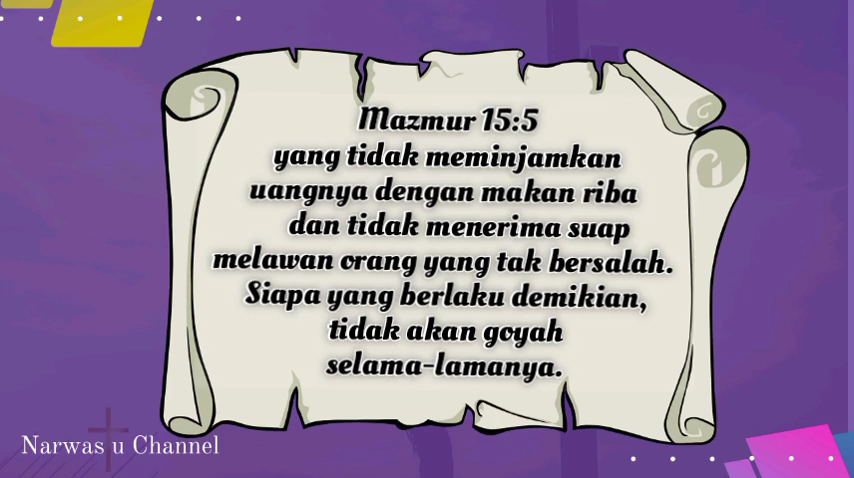 Mazmur 15:5
yang tidak meminjamkan
uangnya dengan makan riba
dan tidak menerima suap
melawan orang yang tak bersalah.
Siapa yang berlaku demikian,
tidak akan goyah
selama-lamanya.
Narwas u Channel